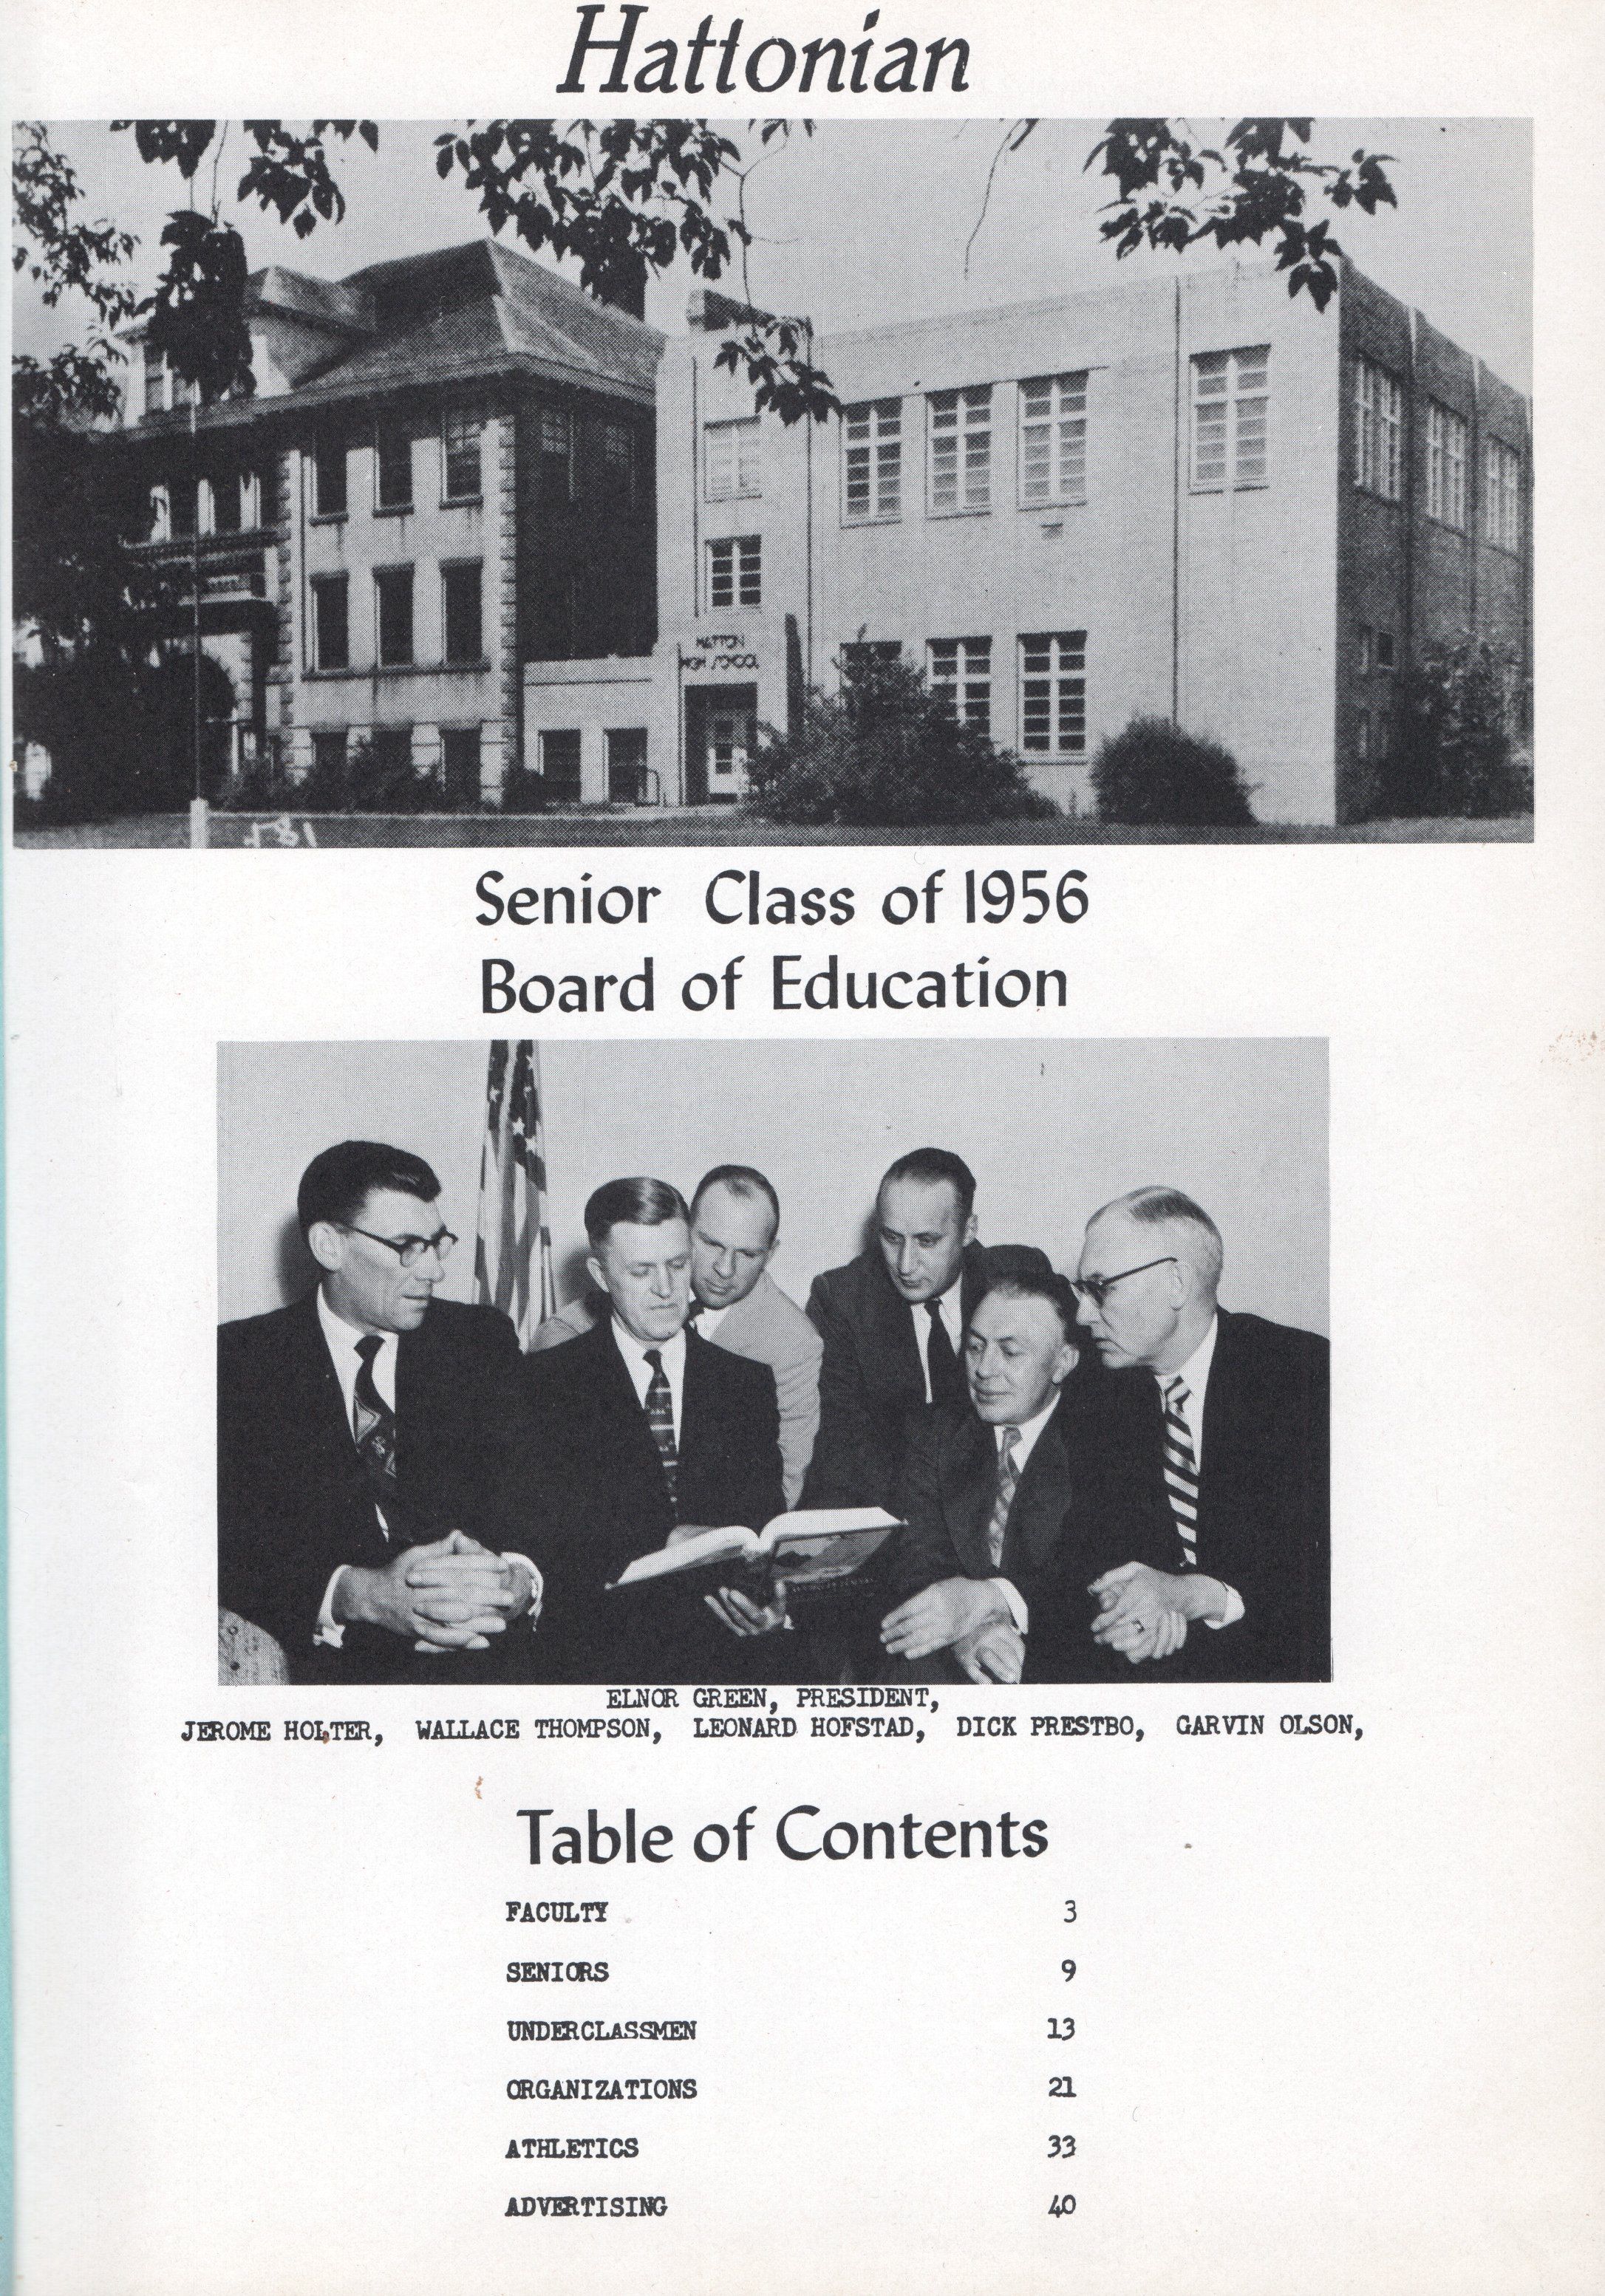 Hattonian
HATTON
HIGH SCHOOL
Senior Class of 1956
Board of Education
ELNOR GREEN, PRESIDENT,
JEROME HOLTER, WALLACE THOMPSON, LEONARD HOFSTAD, DICK PRESTBO, GARVIN OLSON,
Table of Contents
FACULTY 3
SENIORS 9
UNDERCLASSMEN 13
ORGANIZATIONS 21
ATHLETICS 33
ADVERTISING 40